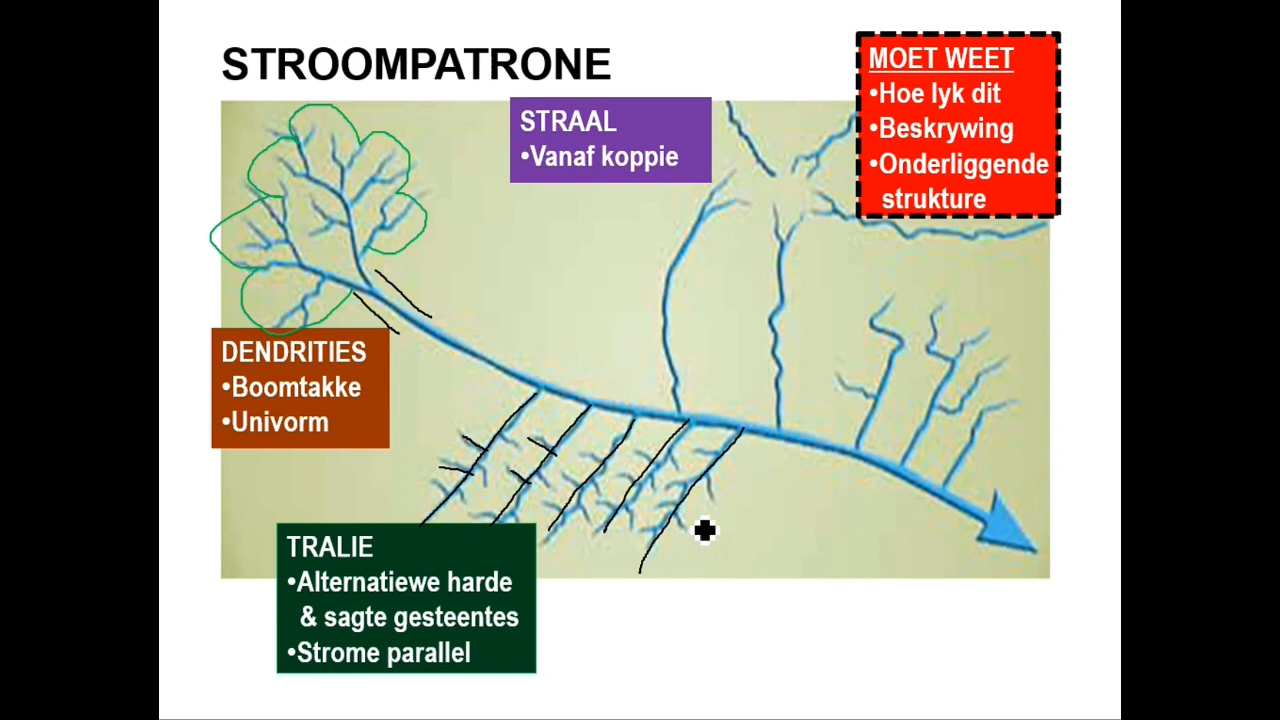 STROOMPATRONE
STRAAL
•Vanaf koppie
MOET WEET
•Hoe lyk dit
•Beskrywing
•Onderliggende
strukture
DENDRITIES
•Boomtakke
•Univorm
TRALIE
•Alternatiewe harde
& sagte gesteentes
•Strome parallel